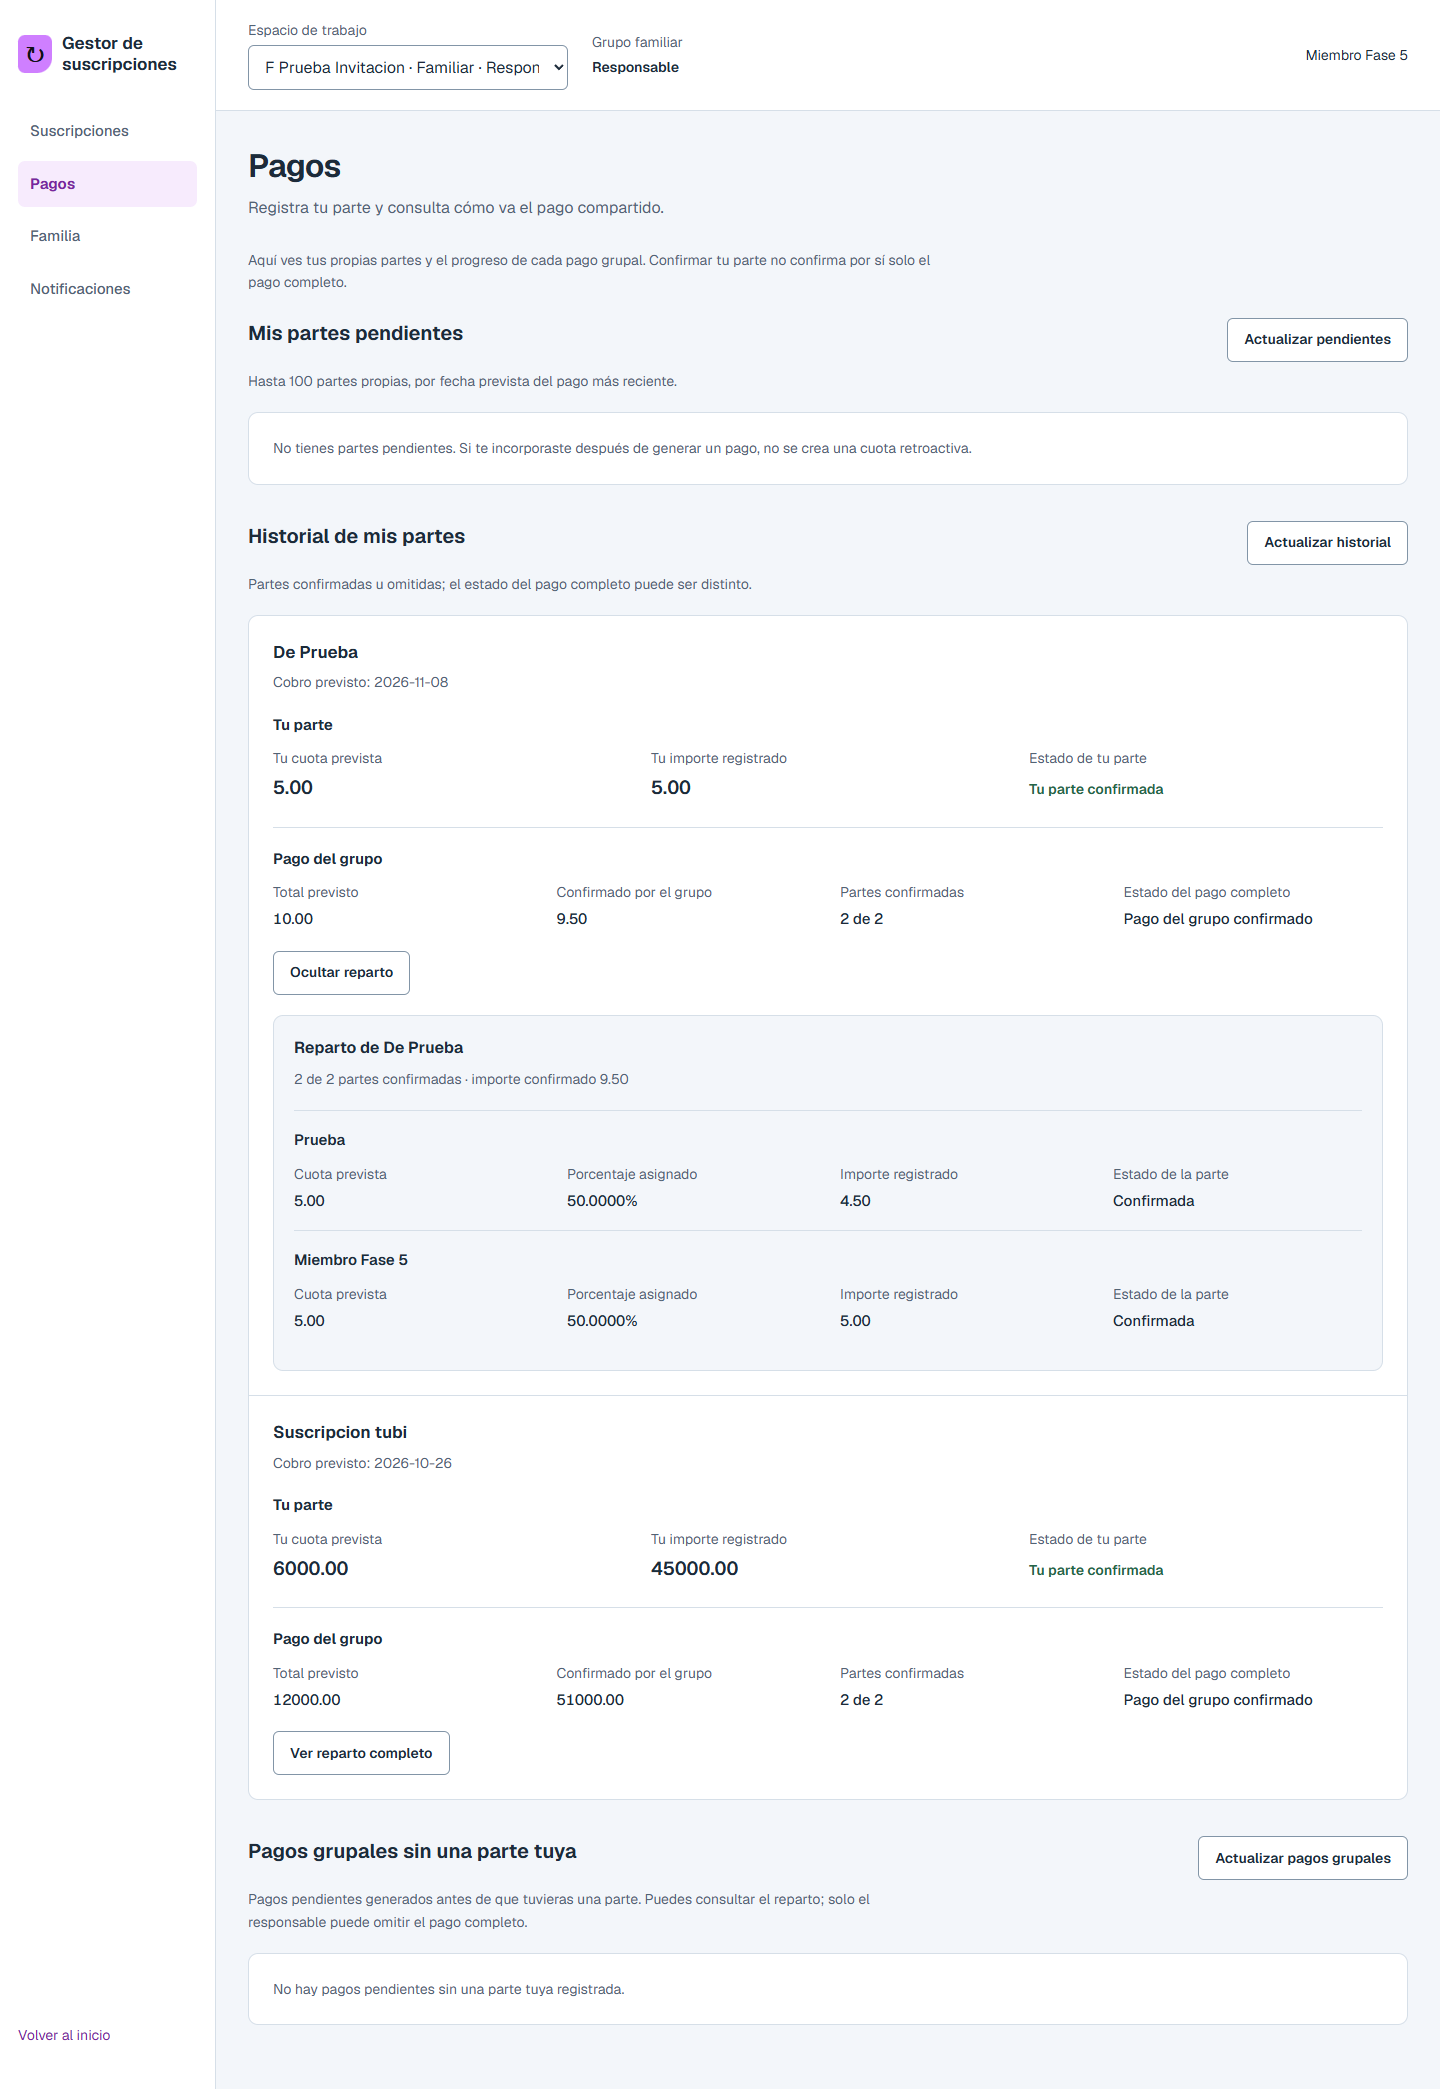 Gestor de
suscripciones
Suscripciones
Pagos
Familia
Notificaciones
Volver al inicio
Espacio de trabajo
F Prueba Invitacion · Familiar · Respon
Grupo familiar
Responsable
Miembro Fase 5
Pagos
Registra tu parte y consulta cómo va el pago compartido.
Aquí ves tus propias partes y el progreso de cada pago grupal. Confirmar tu parte no confirma por sí solo el
pago completo.
Mis partes pendientes
Actualizar pendientes
Hasta 100 partes propias, por fecha prevista del pago más reciente.
No tienes partes pendientes. Si te incorporaste después de generar un pago, no se crea una cuota retroactiva.
Historial de mis partes
Actualizar historial
Partes confirmadas u omitidas; el estado del pago completo puede ser distinto.
De Prueba
Cobro previsto: 2026-11-08
Tu parte
Tu cuota prevista
Tu importe registrado
Estado de tu parte
5.00
5.00
Tu parte confirmada
Pago del grupo
Total previsto
Confirmado por el grupo
Partes confirmadas
Estado del pago completo
10.00
9.50
2 de 2
Pago del grupo confirmado
Ocultar reparto
Reparto de De Prueba
2 de 2 partes confirmadas · importe confirmado 9.50
Prueba
Cuota prevista
Porcentaje asignado
Importe registrado
Estado de la parte
5.00
50.0000%
4.50
Confirmada
Miembro Fase 5
Cuota prevista
Porcentaje asignado
Importe registrado
Estado de la parte
5.00
50.0000%
5.00
Confirmada
Suscripcion tubi
Cobro previsto: 2026-10-26
Tu parte
Tu cuota prevista
Tu importe registrado
Estado de tu parte
6000.00
45000.00
Tu parte confirmada
Pago del grupo
Total previsto
Confirmado por el grupo
Partes confirmadas
Estado del pago completo
12000.00
51000.00
2 de 2
Pago del grupo confirmado
Ver reparto completo
Pagos grupales sin una parte tuya
Actualizar pagos grupales
Pagos pendientes generados antes de que tuvieras una parte. Puedes consultar el reparto; solo el
responsable puede omitir el pago completo.
No hay pagos pendientes sin una parte tuya registrada.